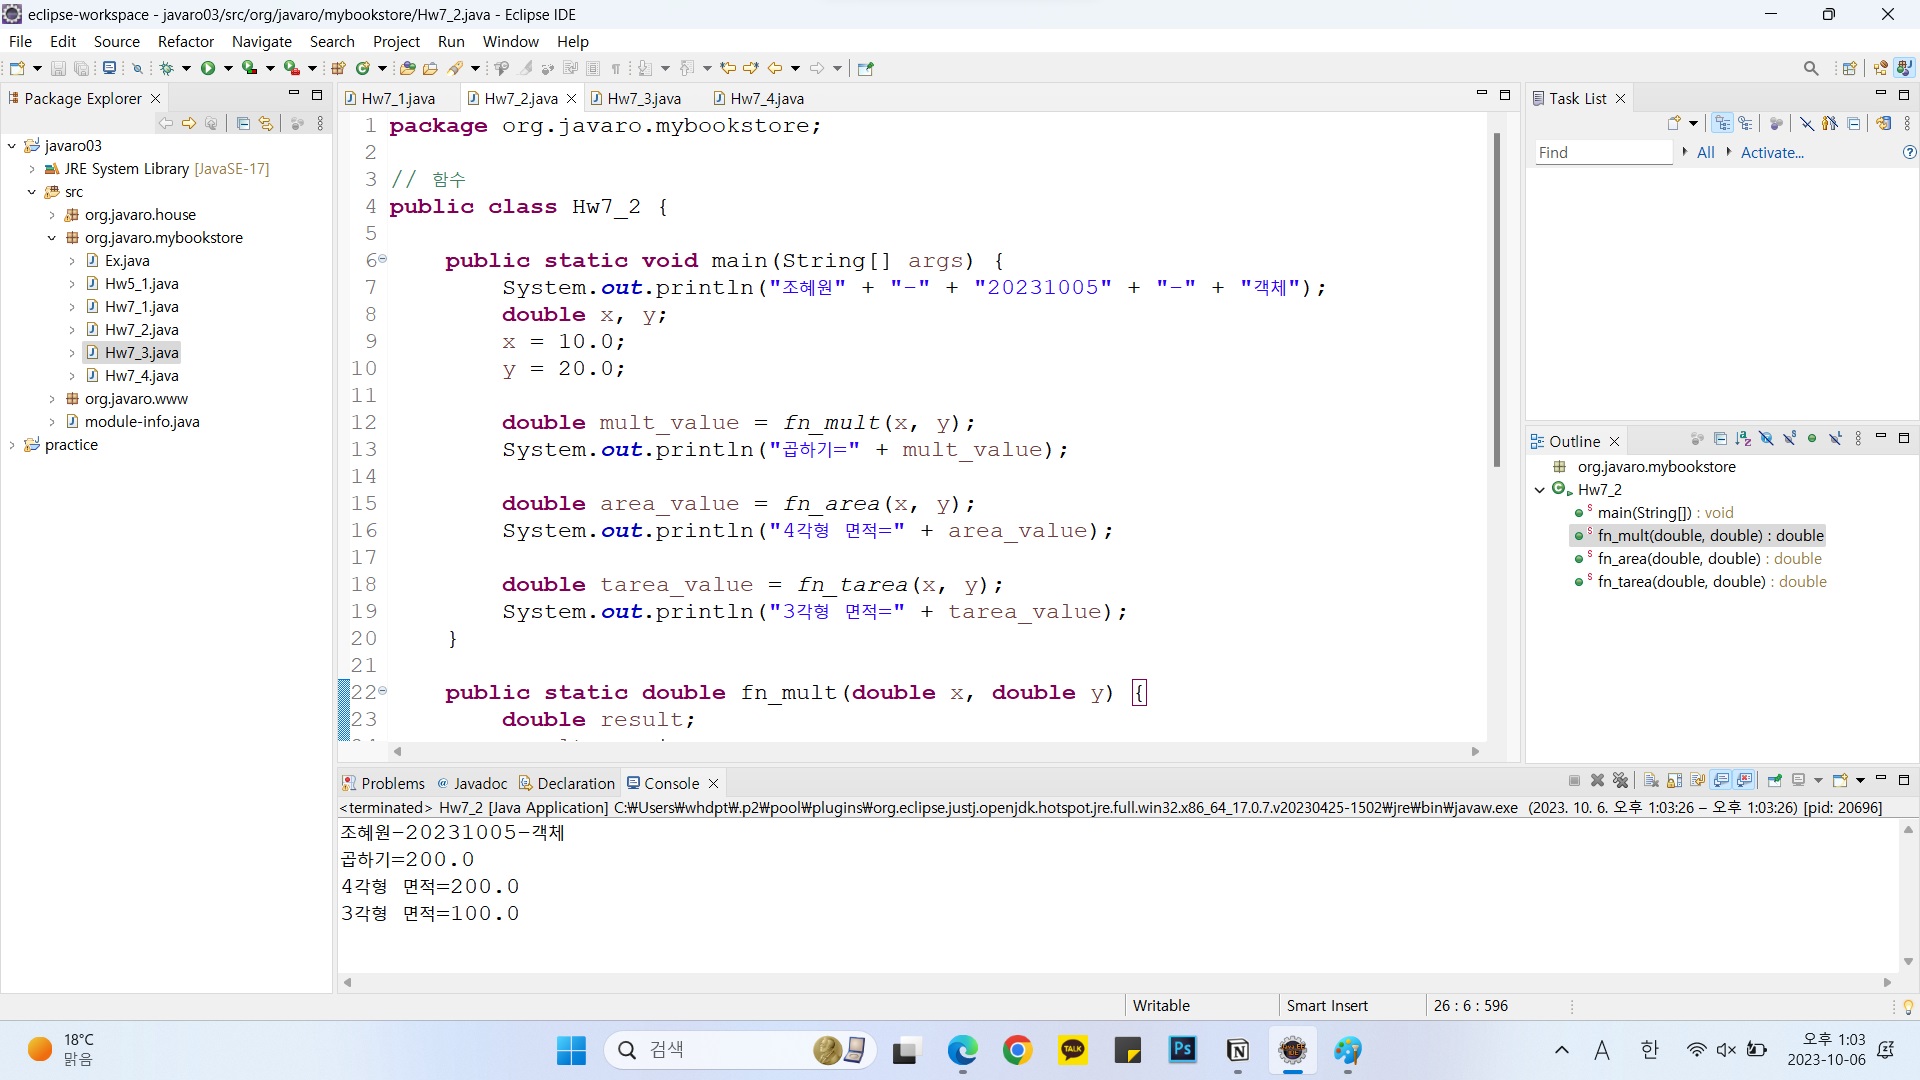 eclipse-workspace - javaro03/src/org/javaro/mybookstore/Hw7_2.java - Eclipse IDE
File Edit Source Refactor Navigate Search Project Run Window Help
Package Explorer
javaro03
JRE System Library [JavaSE-17]
src
org.javaro.house
org.javaro.mybookstore
Ex.java
Hw5_1.java
Hw7_1.java
Hw7_2.java
Hw7_3.java
Hw7_4.java
org.javaro.www
module-info.java
practice
Hw7_1.java Hw7_2.java Hw7_3.java Hw7_4.java
1 package org.javaro.mybookstore;
2
3 // 함수
4 public class Hw7_2 {
5
6 public static void main(String[] args) {
7 System.out.println("조혜원" + "-" + "20231005" + "-" + "객체");
8 double x, y;
9 x = 10.0;
10 y = 20.0;
11
12 double mult_value = fn_mult(x, y);
13 System.out.println("곱하기=" + mult_value);
14
15 double area_value = fn_area(x, y);
16 System.out.println("4각형 면적=" + area_value);
17
18 double tarea_value = fn_tarea(x, y);
19 System.out.println("3각형 면적=" + tarea_value);
20 }
21
22 public static double fn_mult(double x, double y) {
23 double result;
Task List
Find All Activate...
Outline
org.javaro.mybookstore
Hw7_2
main(String[]) : void
fn_mult(double, double) : double
fn_area(double, double) : double
fn_tarea(double, double) : double
Problems @ Javadoc Declaration Console
<terminated> Hw7_2 [Java Application] C:₩Users₩whdpt₩.p2₩pool₩plugins₩org.eclipse.justj.openjdk.hotspot.jre.full.win32.x86_64_17.0.7.v20230425-1502₩jre₩bin₩javaw.exe (2023. 10. 6. 오후 1:03:26 – 오후 1:03:26) [pid: 20696]
조혜원-20231005-객체
곱하기=200.0
4각형 면적=200.0
3각형 면적=100.0
Writable Smart Insert 26 : 6 : 596
18°C
맑음
검색
TALK
Ps
A 한
오후 1:03
2023-10-06